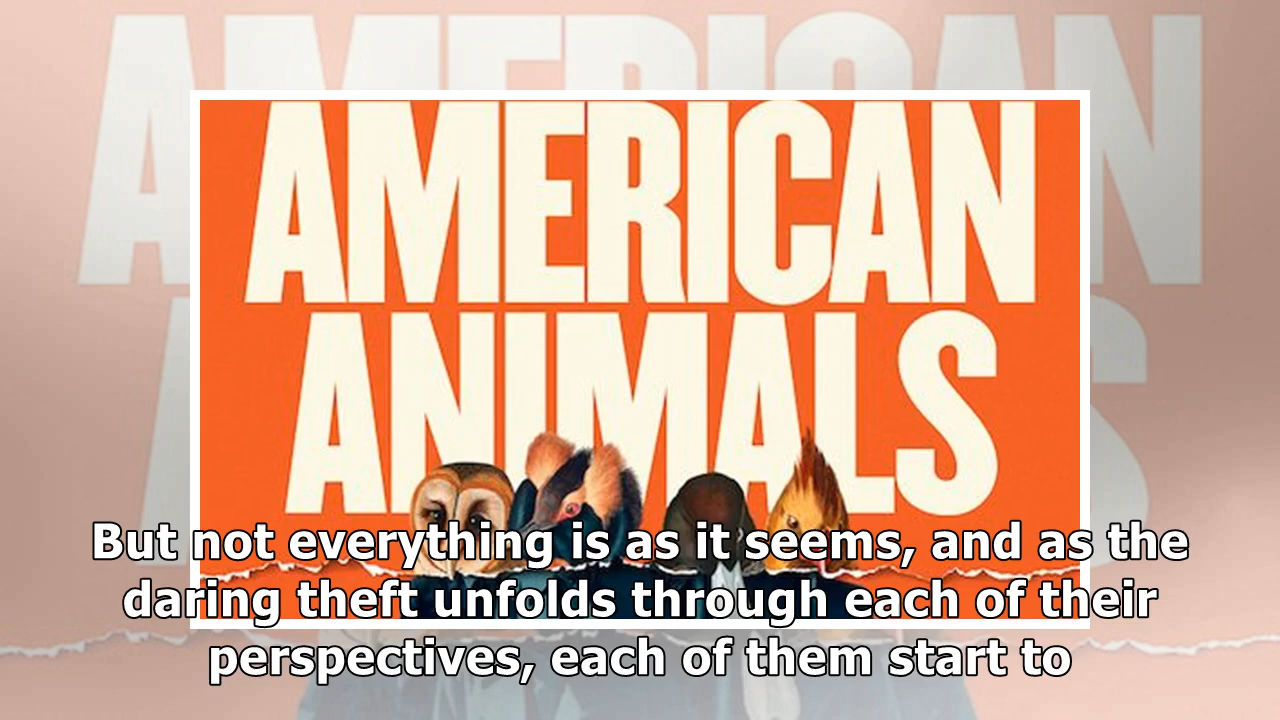 AMERICAN
ANIMALS
But not everything is as it seems, and as the
daring theft unfolds through each of their
perspectives, each of them start to